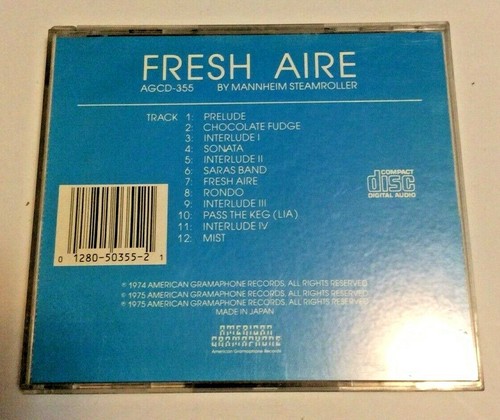 FRESH AIRE
AGCD-355 BY MANNHEIM STEAMROLLER
TRACK 1: PRELUDE
2: CHOCOLATE FUDGE
3: INTERLUDE I
4: SONATA
5: INTERLUDE II
6: SARAS BAND
7: FRESH AIRE
8: RONDO
9: INTERLUDE III
10: PASS THE KEG (LIA)
11: INTERLUDE IV
12: MIST
COMPACT
disc
DIGITAL AUDIO
0 1280-50355-2 1
℗ 1974 AMERICAN GRAMAPHONE RECORDS. ALL RIGHTS RESERVED
℗ 1975 AMERICAN GRAMAPHONE RECORDS. ALL RIGHTS RESERVED
© 1975 AMERICAN GRAMAPHONE RECORDS. ALL RIGHTS RESERVED
MADE IN JAPAN
AMERICAN
GRAMAPHONE
American Gramaphone Records